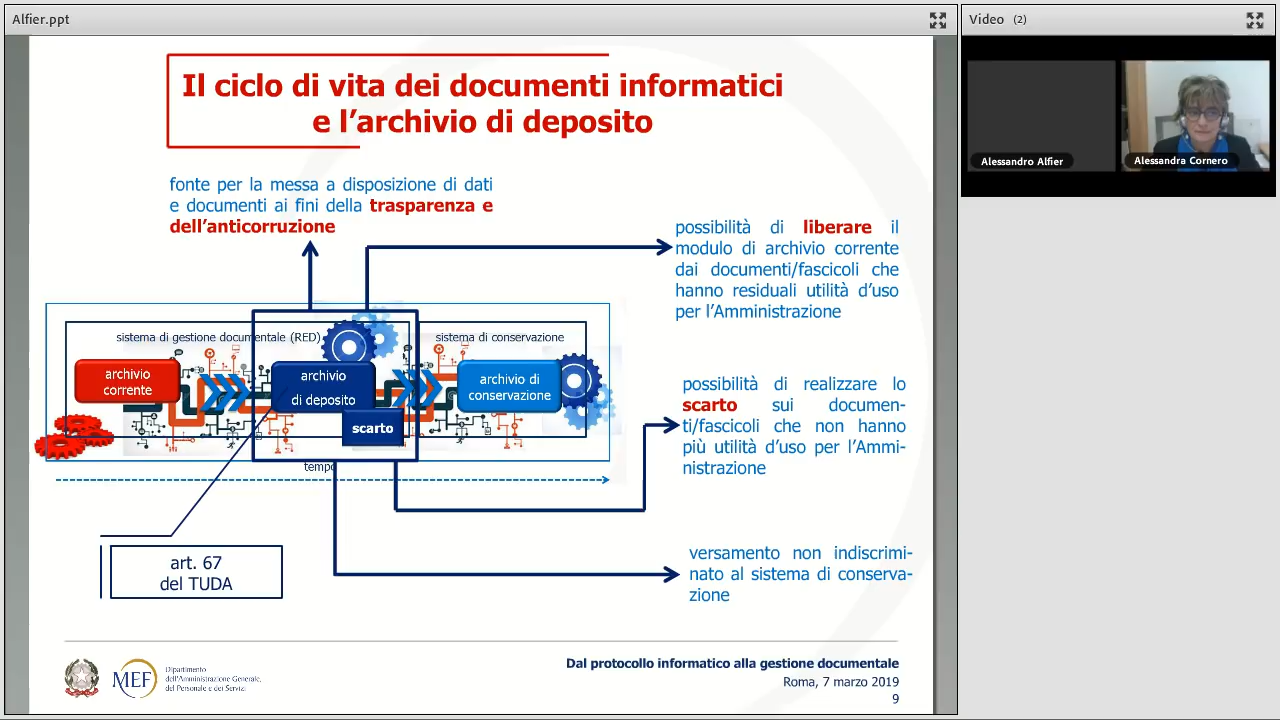 Alfier.ppt
Video (2)
Alessandro Alfier
Alessandra Cornero
Il ciclo di vita dei documenti informatici
e l'archivio di deposito
fonte per la messa a disposizione di dati
e documenti ai fini della trasparenza e
dell'anticorruzione
possibilità di liberare il
modulo di archivio corrente
dai documenti/fascicoli che
hanno residuali utilità d'uso
per l'Amministrazione
sistema di gestione documentale (RED)
sistema di conservazione
archivio
corrente
archivio
di deposito
archivio di
conservazione
scarto
tempo
possibilità di realizzare lo
scarto sui documen-
ti/fascicoli che non hanno
più utilità d'uso per l'Ammi-
nistrazione
art. 67
del TUDA
versamento non indiscrimi-
nato al sistema di conserva-
zione
MEF
Dipartimento
dell'Amministrazione Generale,
del Personale e dei Servizi
Dal protocollo informatico alla gestione documentale
Roma, 7 marzo 2019
9